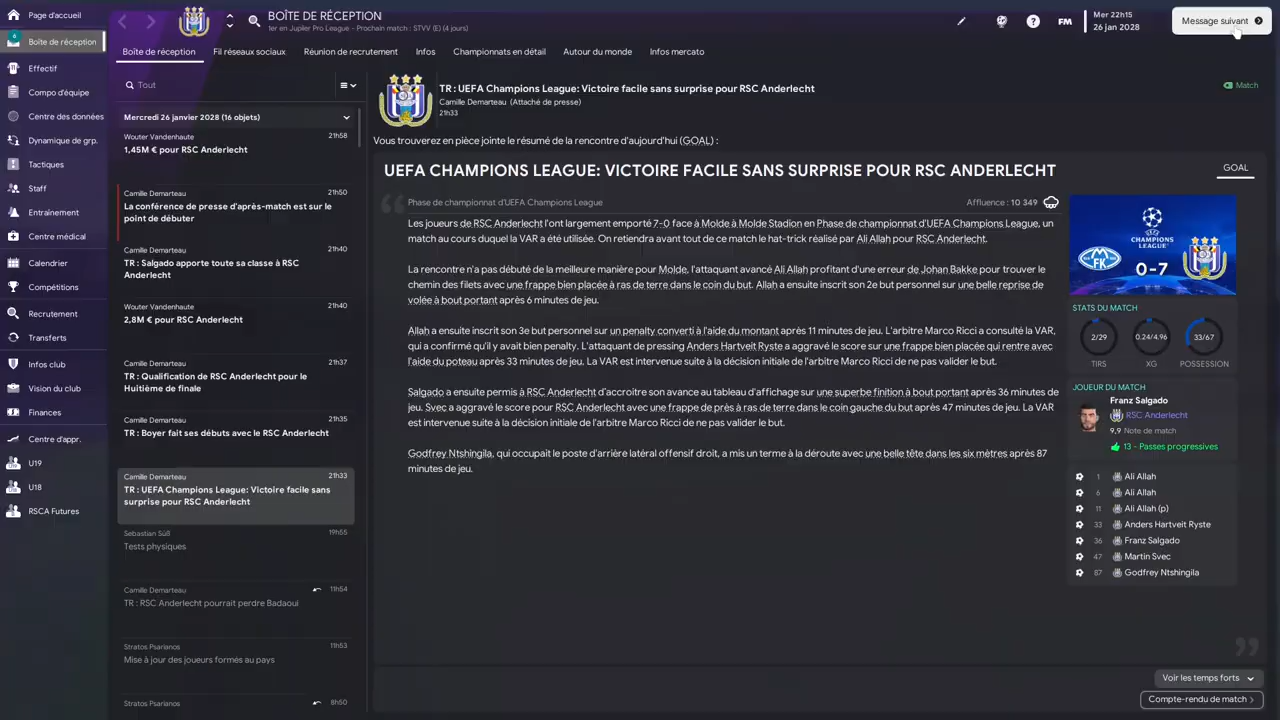 Page d'accueil
Boîte de réception
Effectif
Compo d'équipe
Centre des données
Dynamique de grp.
Tactiques
Staff
Entraînement
Centre médical
Calendrier
Compétitions
Recrutement
Transferts
Infos club
Vision du club
Finances
Centre d'appr.
U19
U18
RSCA Futures
BOÎTE DE RÉCEPTION
1er en Jupiler Pro League - Prochain match : STVV (E) (4 jours)
FM
Mer 22h15
26 jan 2028
Message suivant
Boîte de réception
Fil réseaux sociaux
Réunion de recrutement
Infos
Championnats en détail
Autour du monde
Infos mercato
Tout
Mercredi 26 janvier 2028 (16 objets)
Wouter Vandenhaute 21h58
1,45M € pour RSC Anderlecht
Camille Demarteau 21h50
La conférence de presse d'après-match est sur le
point de débuter
Camille Demarteau 21h40
TR : Salgado apporte toute sa classe à RSC
Anderlecht
Wouter Vandenhaute 21h40
2,8M € pour RSC Anderlecht
Camille Demarteau 21h37
TR : Qualification de RSC Anderlecht pour le
Huitième de finale
Camille Demarteau 21h35
TR : Boyer fait ses débuts avec le RSC Anderlecht
Camille Demarteau 21h33
TR : UEFA Champions League: Victoire facile sans
surprise pour RSC Anderlecht
Sebastian Süß 19h55
Tests physiques
Camille Demarteau 11h54
TR : RSC Anderlecht pourrait perdre Badaoui
Stratos Psarianos 11h53
Mise à jour des joueurs formés au pays
Stratos Psarianos 8h50
TR : UEFA Champions League: Victoire facile sans surprise pour RSC Anderlecht
Camille Demarteau (Attaché de presse)
21h33
Match
Vous trouverez en pièce jointe le résumé de la rencontre d'aujourd'hui (GOAL) :
UEFA CHAMPIONS LEAGUE: VICTOIRE FACILE SANS SURPRISE POUR RSC ANDERLECHT
GOAL
Phase de championnat d'UEFA Champions League
Affluence : 10 349
Les joueurs de RSC Anderlecht l'ont largement emporté 7-0 face à Molde à Molde Stadion en Phase de championnat d'UEFA Champions League, un
match au cours duquel la VAR a été utilisée. On retiendra avant tout de ce match le hat-trick réalisé par Ali Allah pour RSC Anderlecht.
La rencontre n'a pas débuté de la meilleure manière pour Molde, l'attaquant avancé Ali Allah profitant d'une erreur de Johan Bakke pour trouver le
chemin des filets avec une frappe bien placée à ras de terre dans le coin du but. Allah a ensuite inscrit son 2e but personnel sur une belle reprise de
volée à bout portant après 6 minutes de jeu.
Allah a ensuite inscrit son 3e but personnel sur un penalty converti à l'aide du montant après 11 minutes de jeu. L'arbitre Marco Ricci a consulté la VAR,
qui a confirmé qu'il y avait bien penalty. L'attaquant de pressing Anders Hartveit Ryste a aggravé le score sur une frappe bien placée qui rentre avec
l'aide du poteau après 33 minutes de jeu. La VAR est intervenue suite à la décision initiale de l'arbitre Marco Ricci de ne pas valider le but.
Salgado a ensuite permis à RSC Anderlecht d'accroitre son avance au tableau d'affichage sur une superbe finition à bout portant après 36 minutes de
jeu. Svec a aggravé le score pour RSC Anderlecht avec une frappe de près à ras de terre dans le coin gauche du but après 47 minutes de jeu. La VAR
est intervenue suite à la décision initiale de l'arbitre Marco Ricci de ne pas valider le but.
Godfrey Ntshingila, qui occupait le poste d'arrière latéral offensif droit, a mis un terme à la déroute avec une belle tête dans les six mètres après 87
minutes de jeu.
CHAMPIONS
LEAGUE
0-7
STATS DU MATCH
2/29 0.24/4.96 33/67
TIRS XG POSSESSION
JOUEUR DU MATCH
Franz Salgado
RSC Anderlecht
9,9 Note de match
13 - Passes progressives
1 Ali Allah
6 Ali Allah
11 Ali Allah (p)
33 Anders Hartveit Ryste
36 Franz Salgado
47 Martin Svec
87 Godfrey Ntshingila
Voir les temps forts
Compte-rendu de match